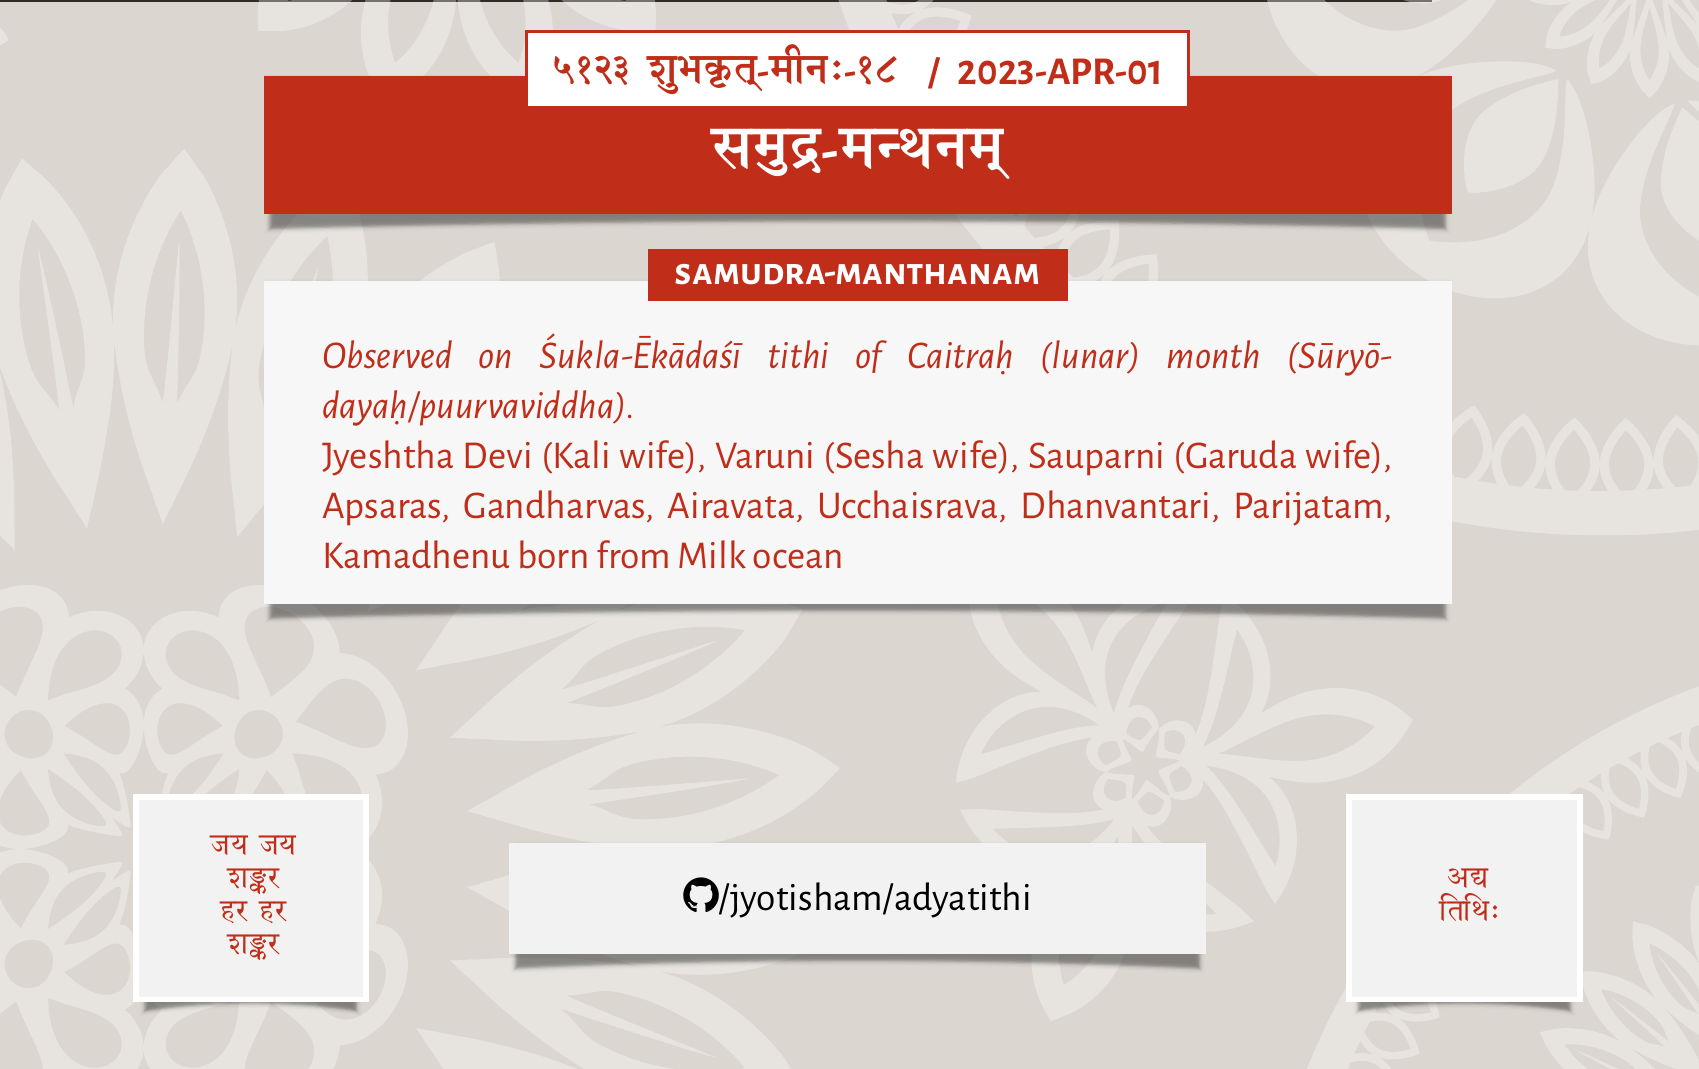 ५१२३ शुभकृत्-मीनः-१८ / 2023-APR-01
समुद्र-मन्थनम्
SAMUDRA-MANTHANAM
Observed on Śukla-Ēkādaśī tithi of Caitraḥ (lunar) month (Sūryō-
dayaḥ/puurvaviddha).
Jyeshtha Devi (Kali wife), Varuni (Sesha wife), Sauparni (Garuda wife),
Apsaras, Gandharvas, Airavata, Ucchaisrava, Dhanvantari, Parijatam,
Kamadhenu born from Milk ocean
जय जय
शङ्कर
हर हर
शङ्कर
/jyotisham/adyatithi
अद्य
तिथिः